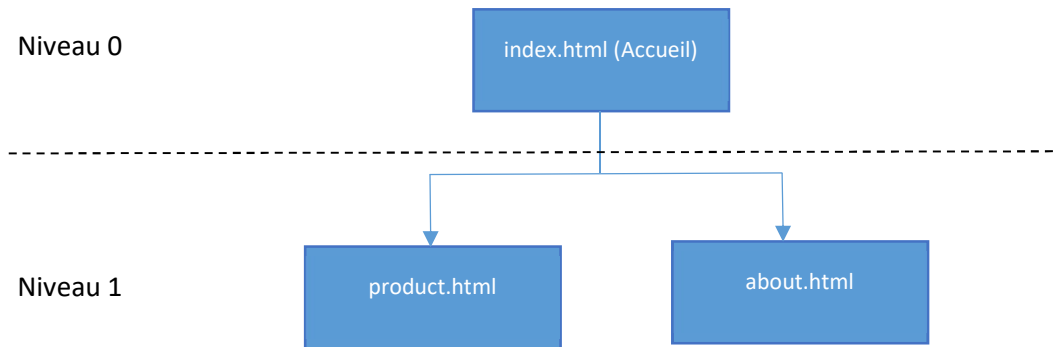 Niveau 0
index.html (Accueil)
Niveau 1
product.html
about.html